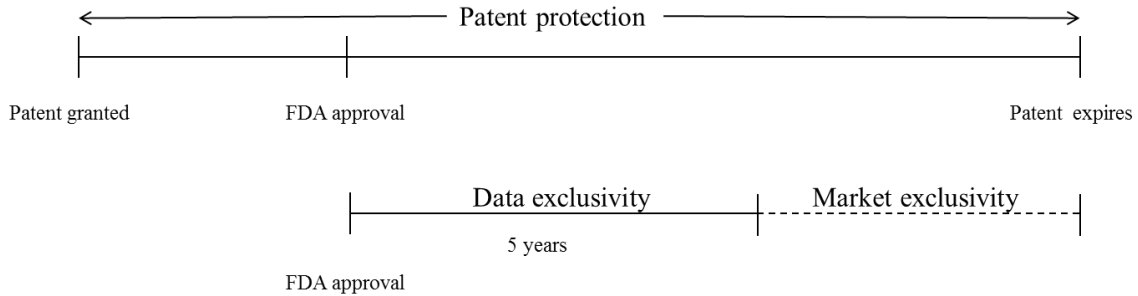 Patent protection
Patent granted
FDA approval
Patent expires
Data exclusivity
Market exclusivity
5 years
FDA approval